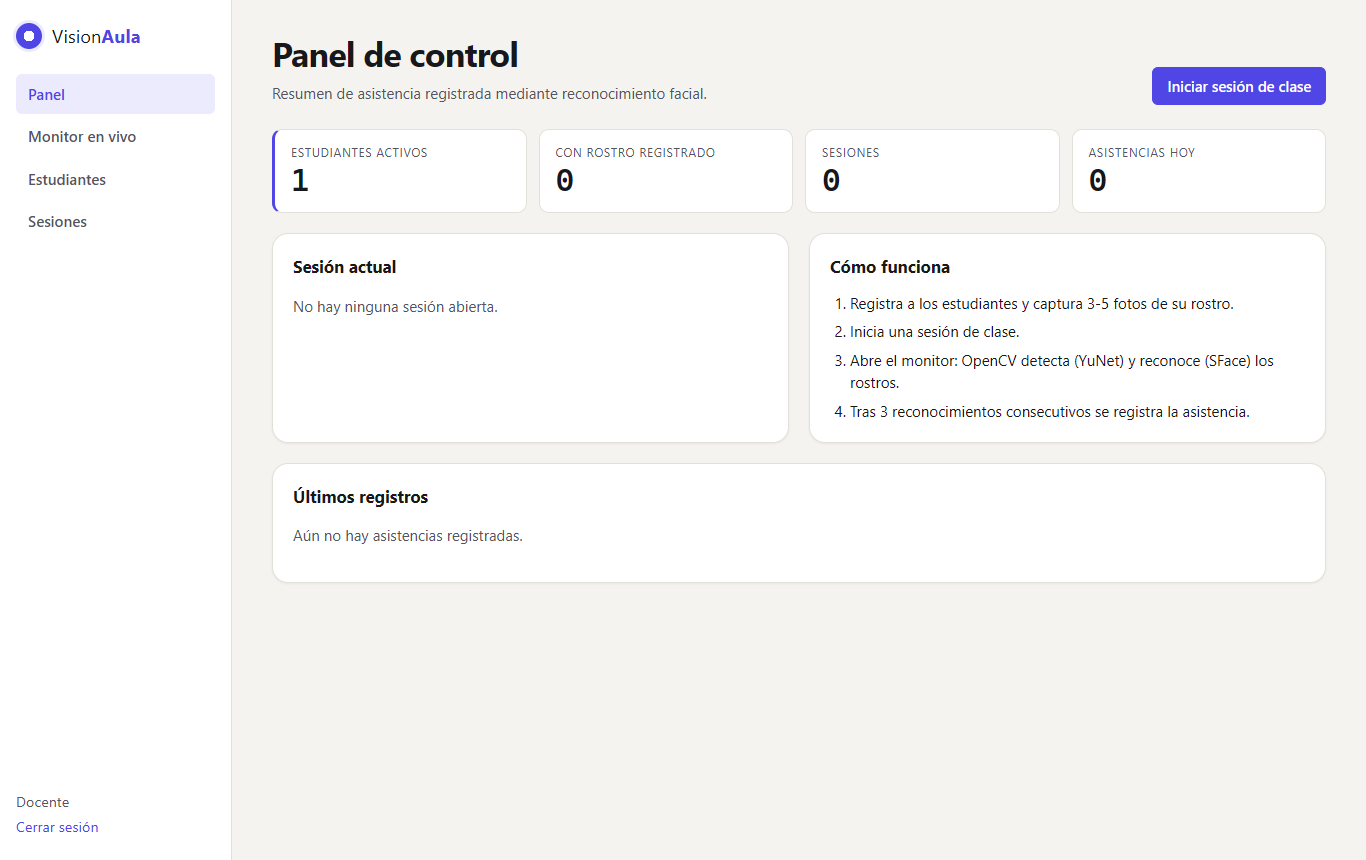 VisionAula
Panel
Monitor en vivo
Estudiantes
Sesiones
Docente
Cerrar sesión
Panel de control
Resumen de asistencia registrada mediante reconocimiento facial.
Iniciar sesión de clase
ESTUDIANTES ACTIVOS
1
CON ROSTRO REGISTRADO
0
SESIONES
0
ASISTENCIAS HOY
0
Sesión actual
No hay ninguna sesión abierta.
Cómo funciona
1. Registra a los estudiantes y captura 3-5 fotos de su rostro.
2. Inicia una sesión de clase.
3. Abre el monitor: OpenCV detecta (YuNet) y reconoce (SFace) los
rostros.
4. Tras 3 reconocimientos consecutivos se registra la asistencia.
Últimos registros
Aún no hay asistencias registradas.